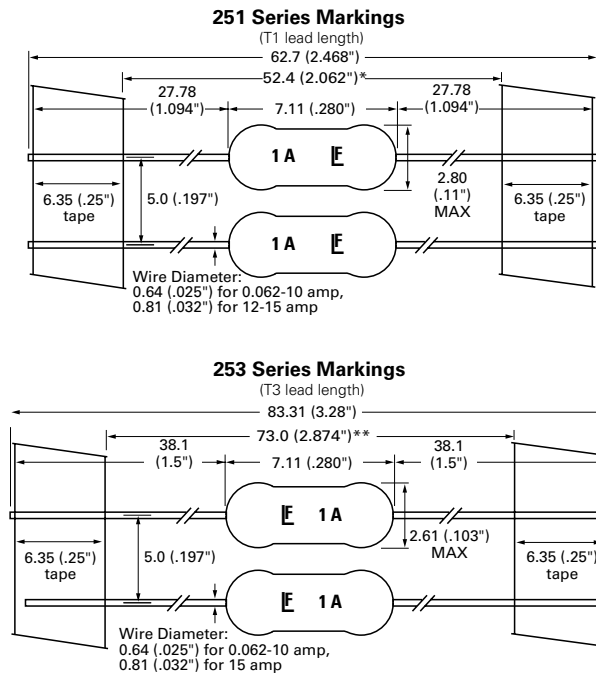 251 Series Markings
(T1 lead length)
62.7 (2.468")
52.4 (2.062")*
27.78
(1.094")
7.11 (.280")
27.78
(1.094")
1 A LF
6.35 (.25")
tape
5.0 (.197")
2.80
(.11")
MAX
6.35 (.25")
tape
1 A LF
Wire Diameter:
0.64 (.025") for 0.062-10 amp,
0.81 (.032") for 12-15 amp
253 Series Markings
(T3 lead length)
83.31 (3.28")
73.0 (2.874")**
38.1
(1.5")
7.11 (.280")
38.1
(1.5")
LF 1 A
6.35 (.25")
tape
5.0 (.197")
2.61 (.103")
MAX
6.35 (.25")
tape
LF 1 A
Wire Diameter:
0.64 (.025") for 0.062-10 amp,
0.81 (.032") for 15 amp